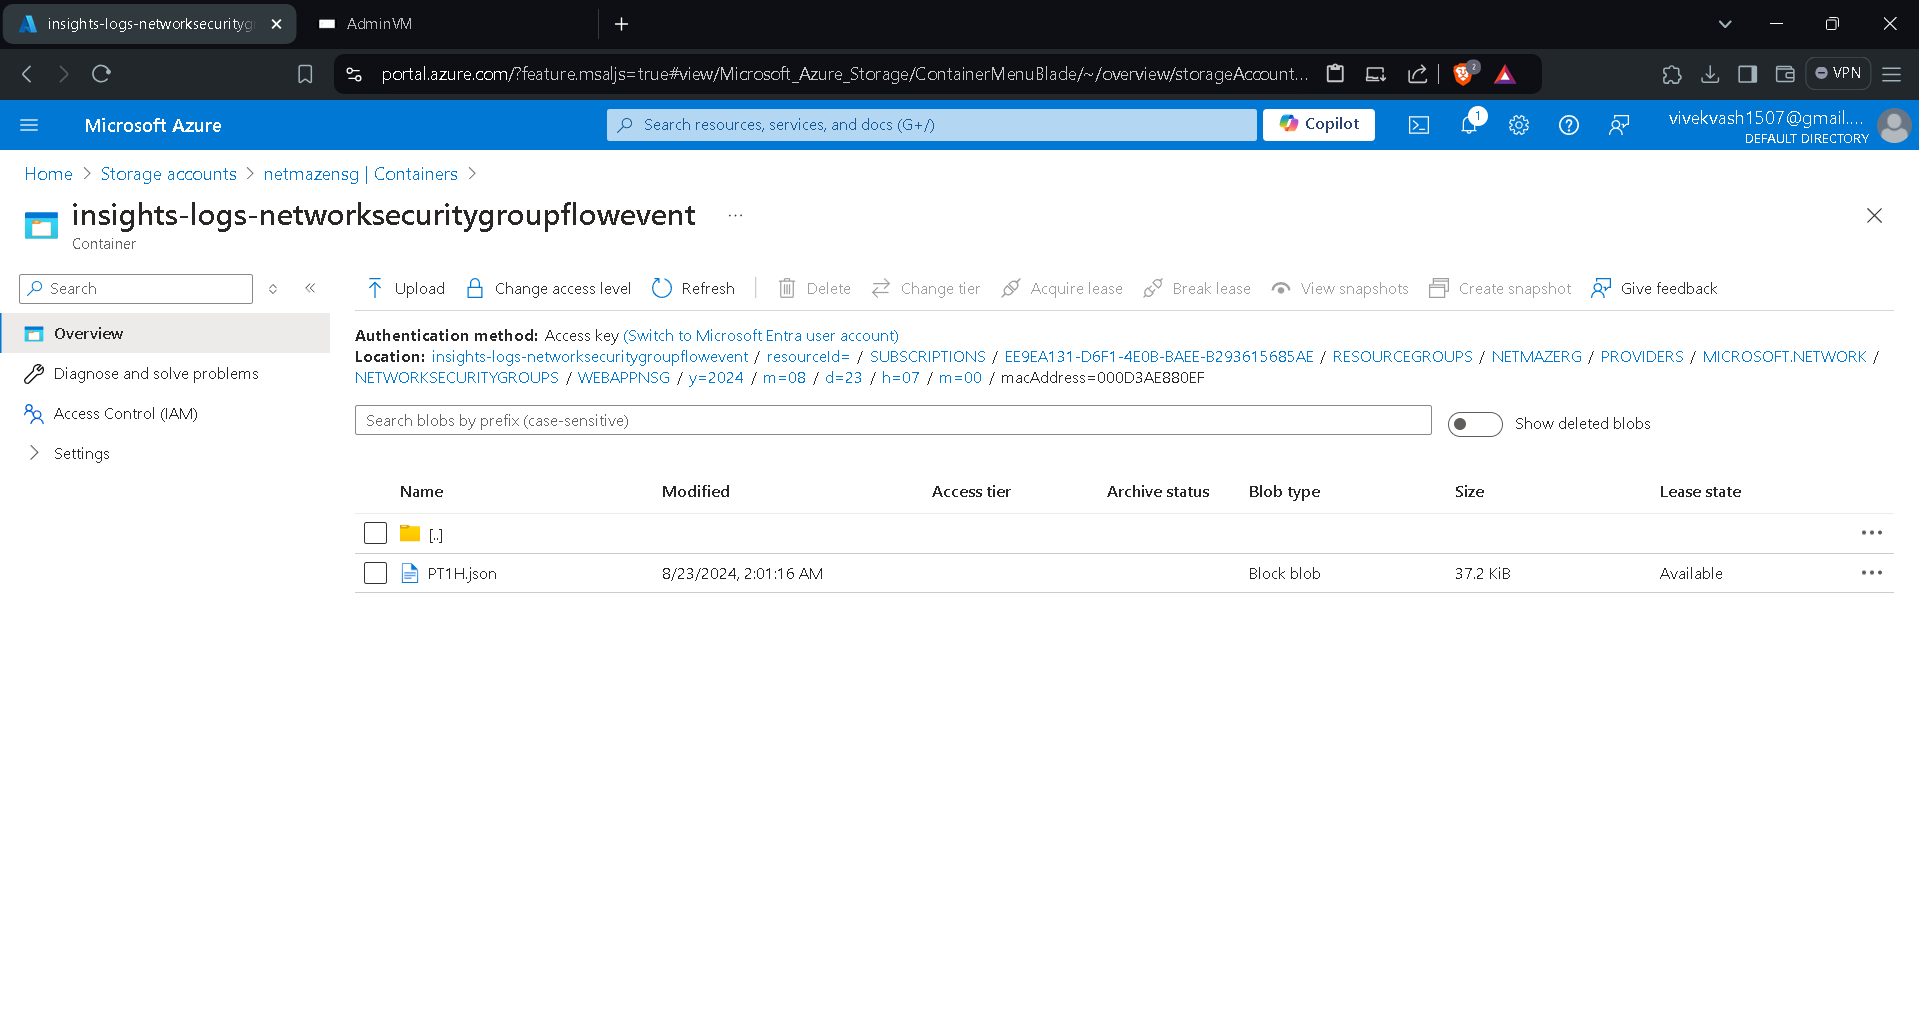 insights-logs-networksecurityg
AdminVM
portal.azure.com/?feature.msaljs=true#view/Microsoft_Azure_Storage/ContainerMenuBlade/~/overview/storageAccount...
2
VPN
Microsoft Azure
Search resources, services, and docs (G+/)
Copilot
1
vivekvash1507@gmail....
DEFAULT DIRECTORY
Home > Storage accounts > netmazensg | Containers >
insights-logs-networksecuritygroupflowevent ...
Container
Search
Upload
Change access level
Refresh
Delete
Change tier
Acquire lease
Break lease
View snapshots
Create snapshot
Give feedback
Overview
Diagnose and solve problems
Access Control (IAM)
Settings
Authentication method: Access key (Switch to Microsoft Entra user account)
Location: insights-logs-networksecuritygroupflowevent / resourceId= / SUBSCRIPTIONS / EE9EA131-D6F1-4E0B-BAEE-B293615685AE / RESOURCEGROUPS / NETMAZERG / PROVIDERS / MICROSOFT.NETWORK /
NETWORKSECURITYGROUPS / WEBAPPNSG / y=2024 / m=08 / d=23 / h=07 / m=00 / macAddress=000D3AE880EF
Search blobs by prefix (case-sensitive)
Show deleted blobs
Name Modified Access tier Archive status Blob type Size Lease state
[..]
PT1H.json 8/23/2024, 2:01:16 AM Block blob 37.2 KiB Available